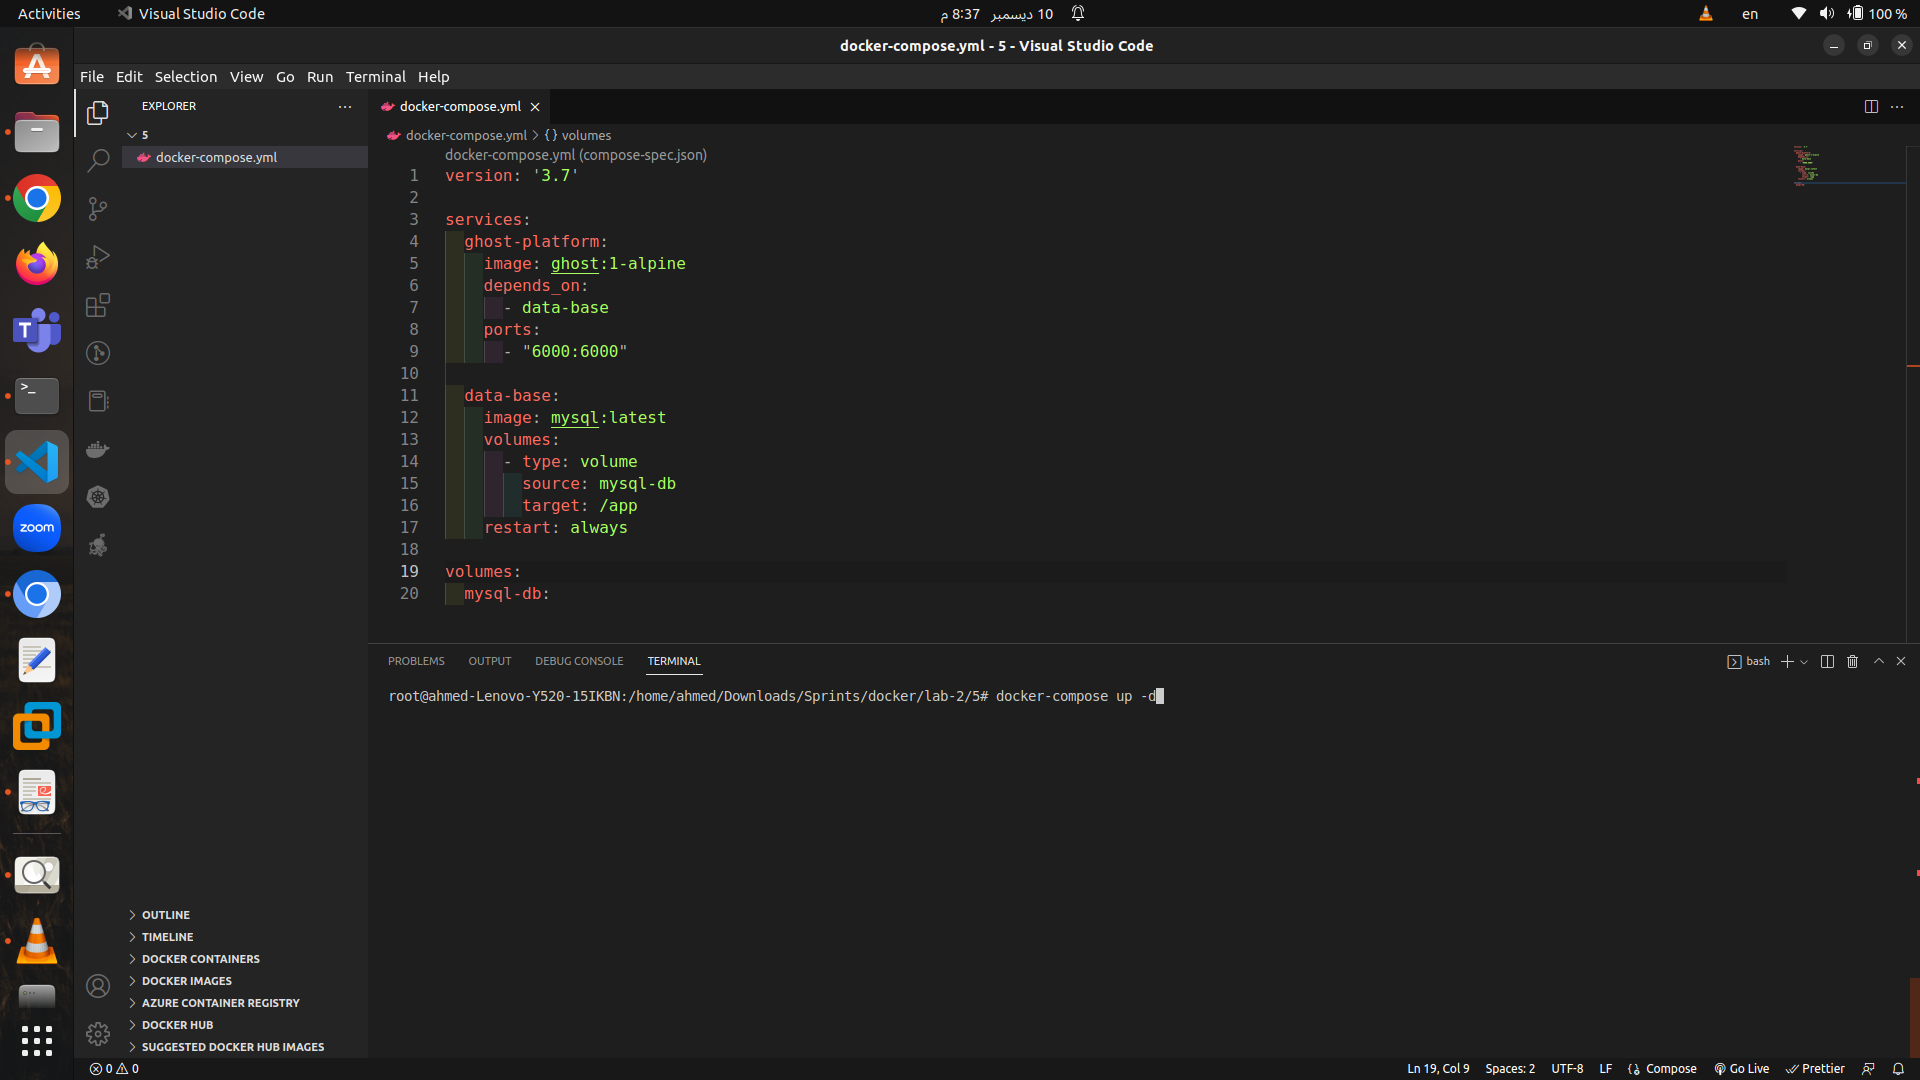 Activities
Visual Studio Code
10 ديسمبر 8:37 م
en
100 %
docker-compose.yml - 5 - Visual Studio Code
File Edit Selection View Go Run Terminal Help
EXPLORER
5
docker-compose.yml
docker-compose.yml
docker-compose.yml > {} volumes
docker-compose.yml (compose-spec.json)
1 version: '3.7'
2
3 services:
4 ghost-platform:
5 image: ghost:1-alpine
6 depends_on:
7 - data-base
8 ports:
9 - "6000:6000"
10
11 data-base:
12 image: mysql:latest
13 volumes:
14 - type: volume
15 source: mysql-db
16 target: /app
17 restart: always
18
19 volumes:
20 mysql-db:
PROBLEMS OUTPUT DEBUG CONSOLE TERMINAL
bash
root@ahmed-Lenovo-Y520-15IKBN:/home/ahmed/Downloads/Sprints/docker/lab-2/5# docker-compose up -d
T
>_
zoom
OUTLINE
TIMELINE
DOCKER CONTAINERS
DOCKER IMAGES
AZURE CONTAINER REGISTRY
DOCKER HUB
SUGGESTED DOCKER HUB IMAGES
0 0
Ln 19, Col 9 Spaces: 2 UTF-8 LF Compose Go Live Prettier